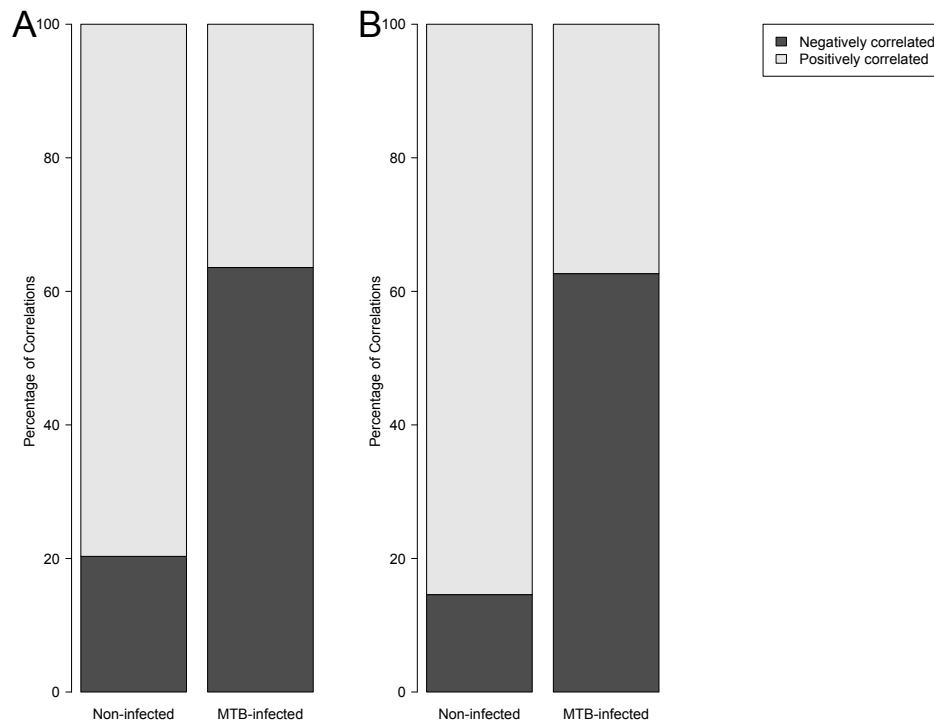 A
100
80
60
40
20
0
Percentage of Correlations
Non-infected MTB-infected
B
100
80
60
40
20
0
Percentage of Correlations
Non-infected MTB-infected
Negatively correlated
Positively correlated